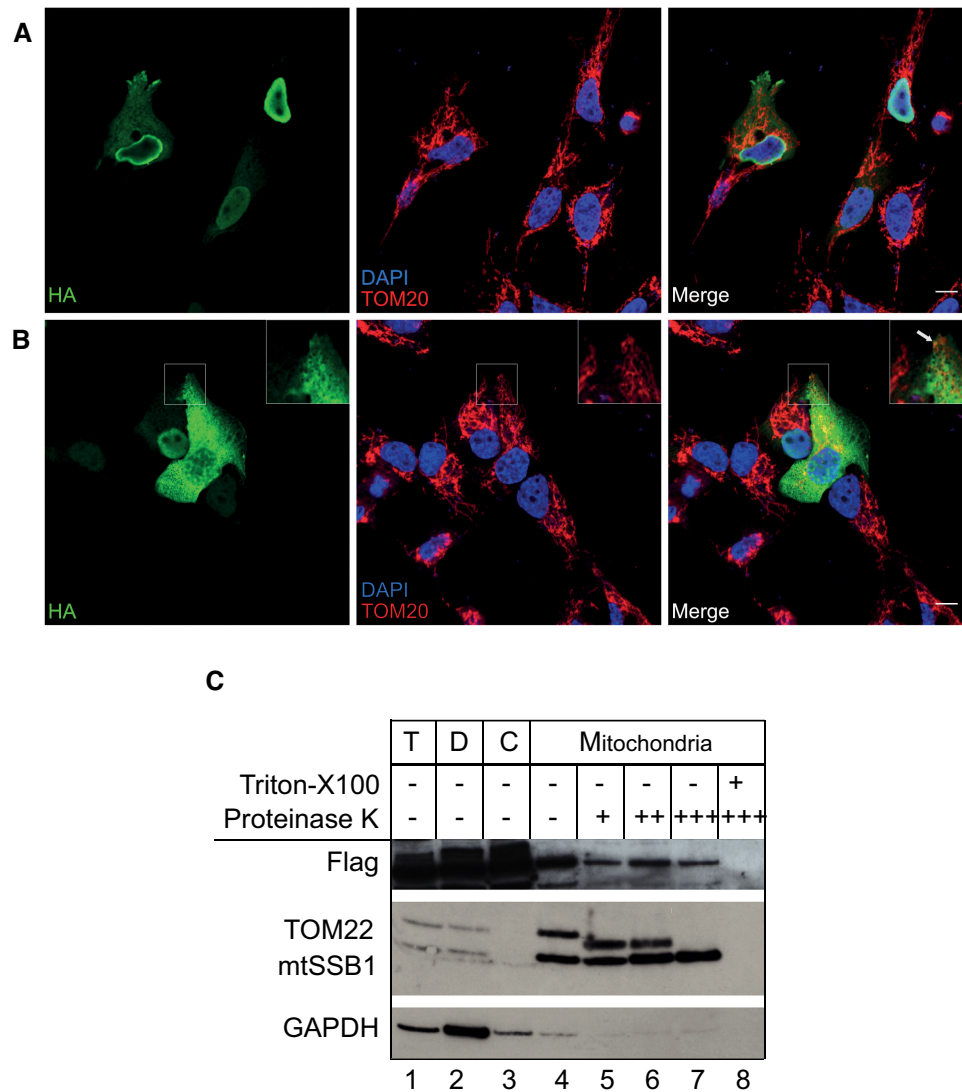 A
HA
DAPI
TOM20
Merge
B
HA
DAPI
TOM20
Merge
C
T D C Mitochondria
Triton-X100 - - - - - - - +
Proteinase K - - - - + ++ +++ +++
Flag
TOM22
mtSSB1
GAPDH
1 2 3 4 5 6 7 8